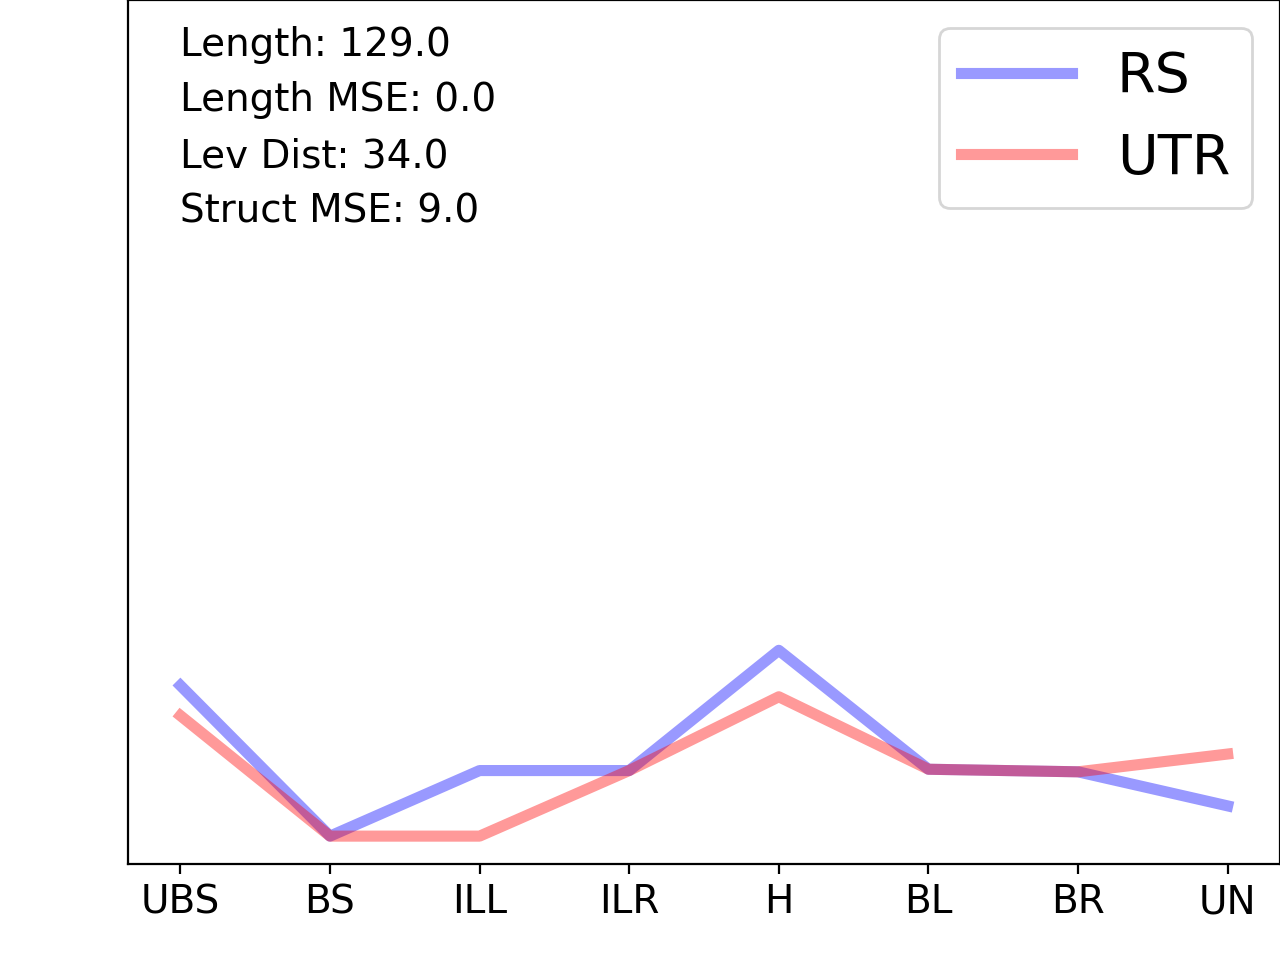 Length: 129.0
Length MSE: 0.0
Lev Dist: 34.0
Struct MSE: 9.0
RS
UTR
UBS BS ILL ILR H BL BR UN